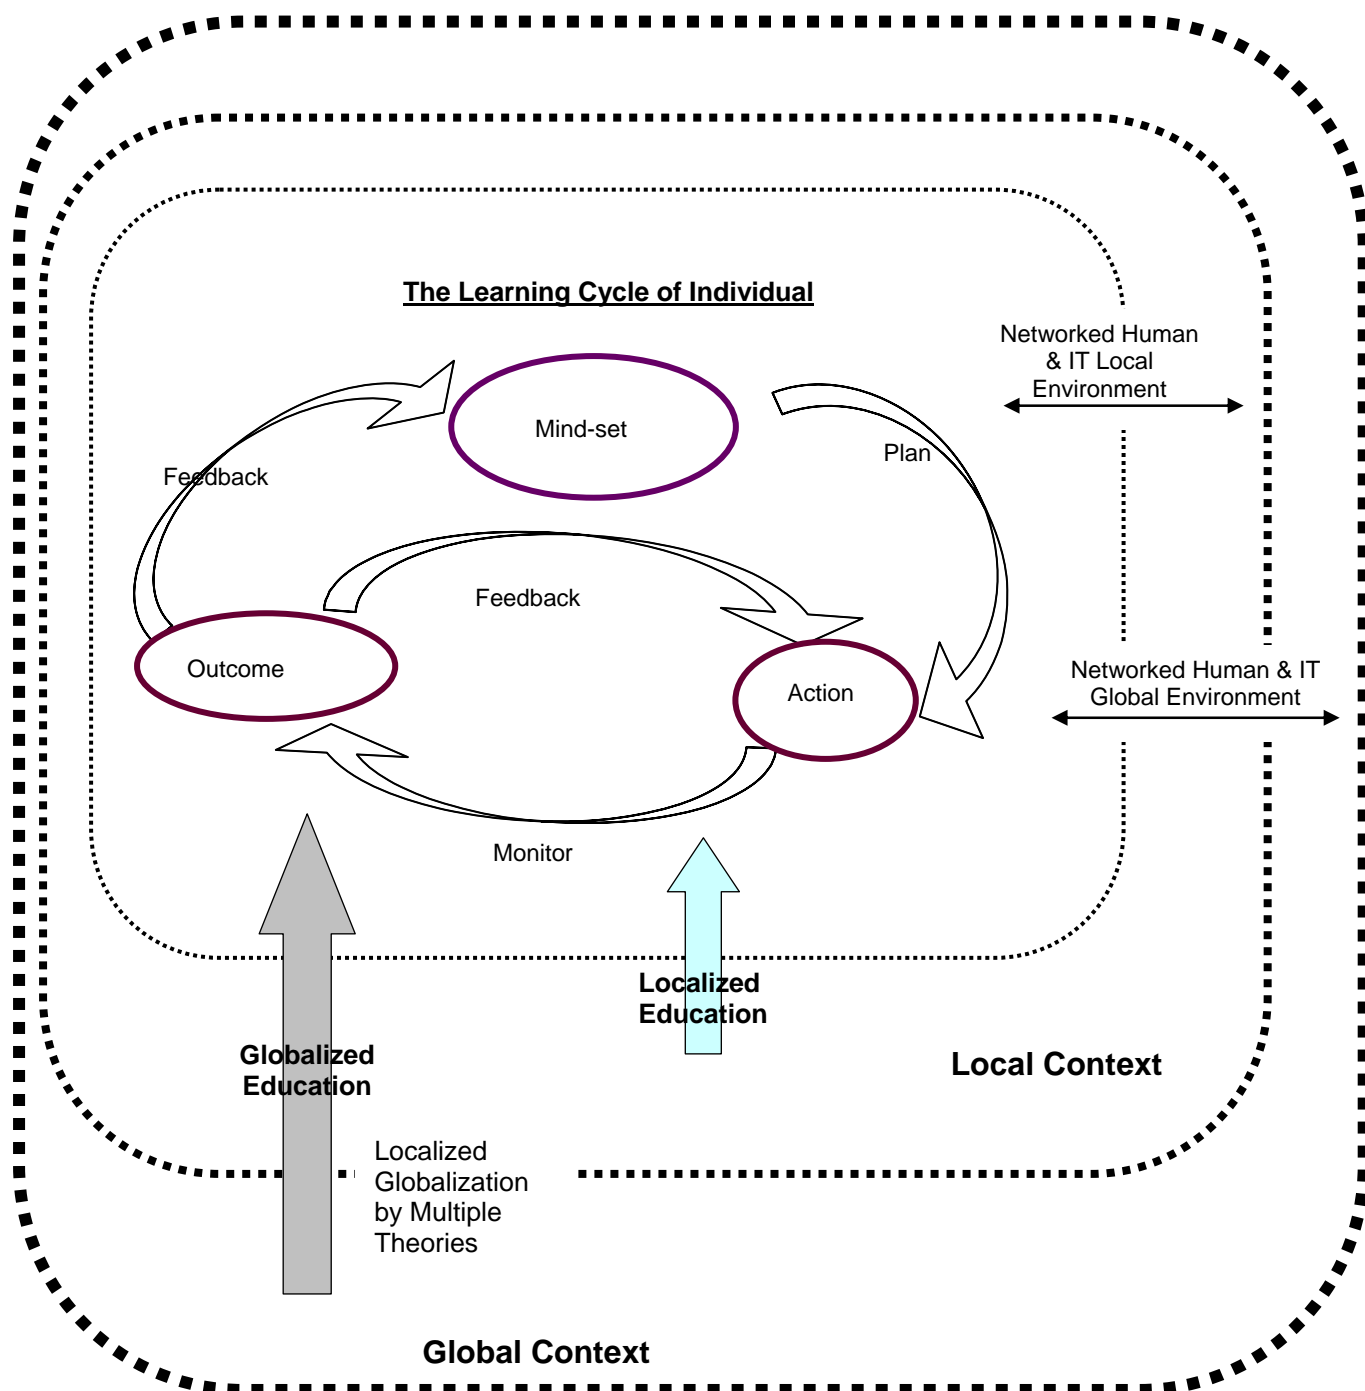 The Learning Cycle of Individual
Networked Human
& IT Local
Environment
Mind-set
Plan
Feedback
Feedback
Outcome
Action
Networked Human & IT
Global Environment
Monitor
Localized
Education
Globalized
Education
Local Context
Localized
Globalization
by Multiple
Theories
Global Context